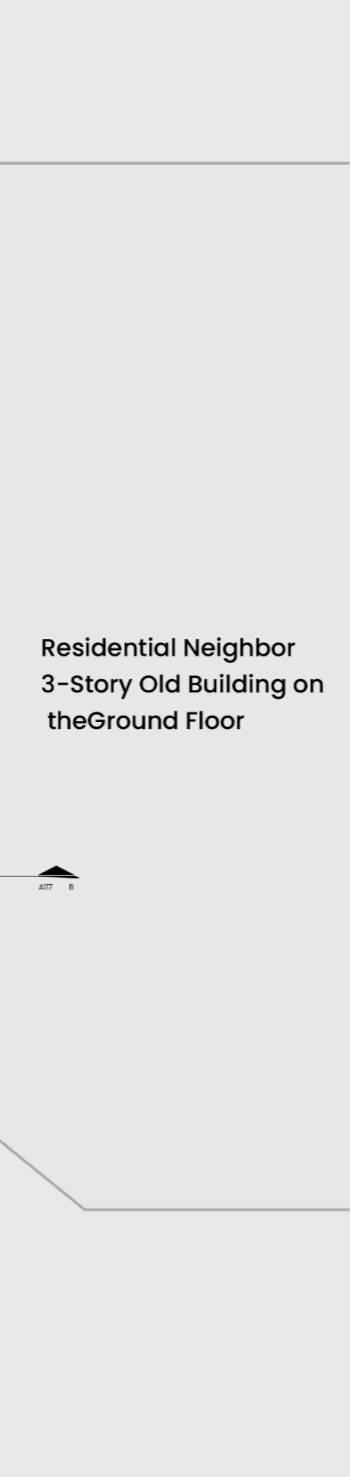 Residential Neighbor
3-Story Old Building on
theGround Floor
A117 B